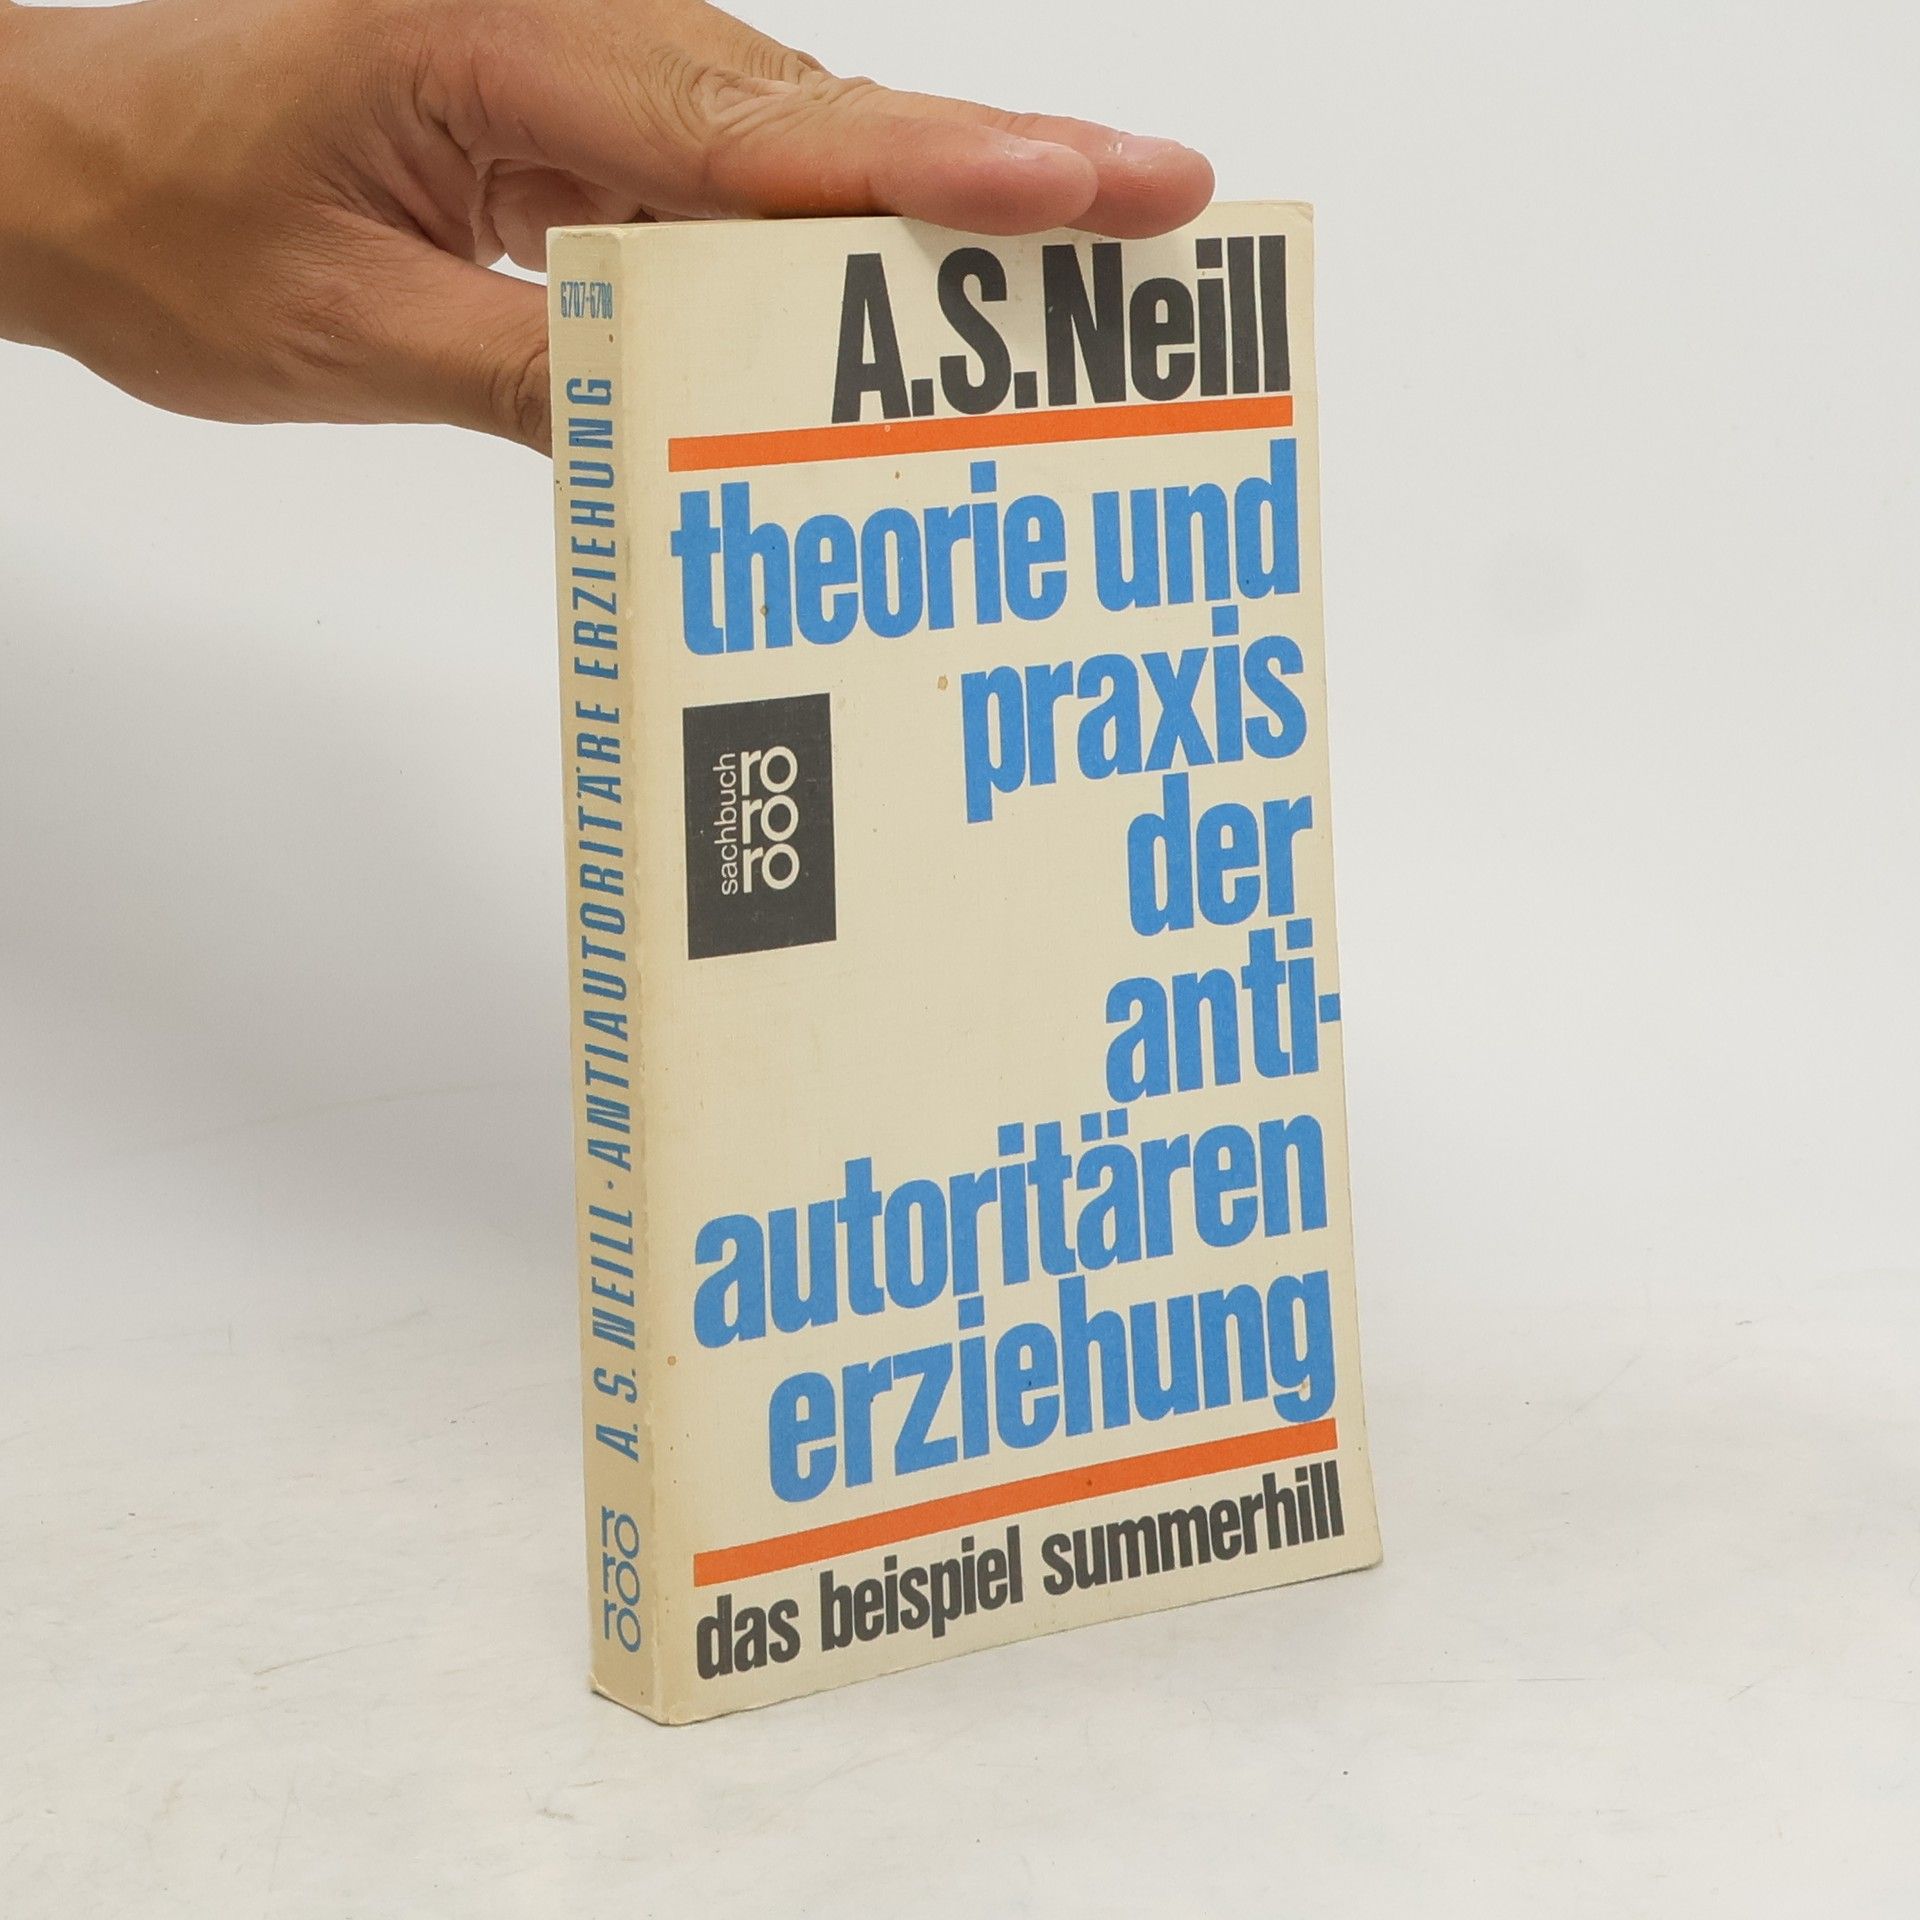 A.S.Neill
theorie und
praxis
der
anti-
autoritären
erziehung
das beispiel summerhill
sachbuch
ro
ro
ro
6707-6708
A. S. NEILL · ANTIAUTORITÄRE ERZIEHUNG
ro
ro
ro